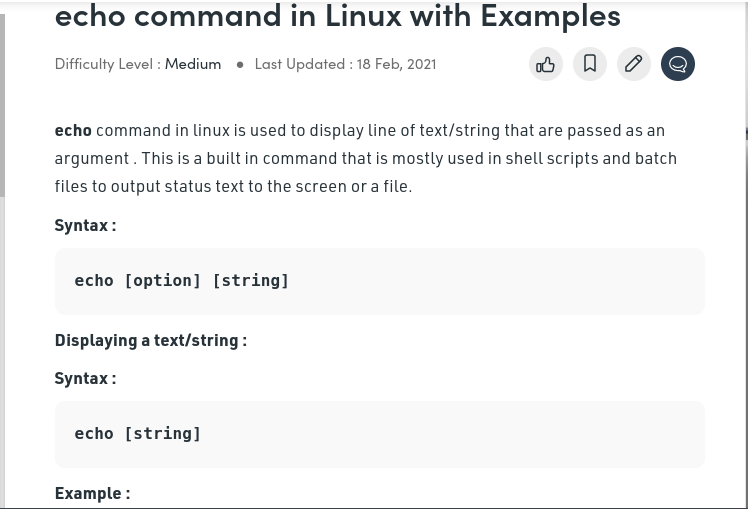 echo command in Linux with Examples
Difficulty Level : Medium ● Last Updated : 18 Feb, 2021
echo command in linux is used to display line of text/string that are passed as an
argument . This is a built in command that is mostly used in shell scripts and batch
files to output status text to the screen or a file.
Syntax :
echo [option] [string]
Displaying a text/string :
Syntax :
echo [string]
Example :